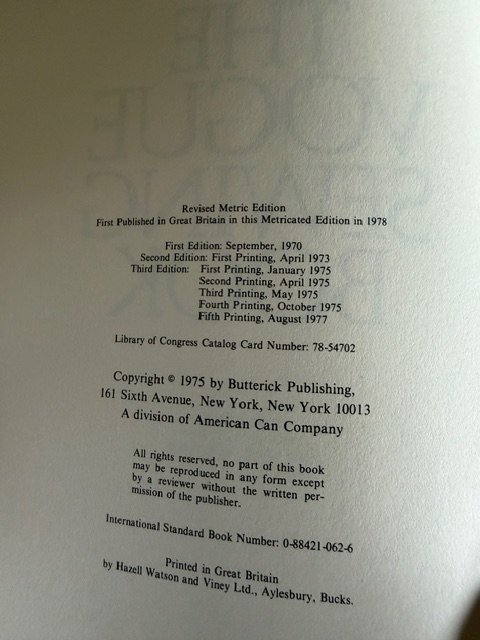 THE
VOGUE
SEWING
BOOK
Revised Metric Edition
First Published in Great Britain in this Metricated Edition in 1978
First Edition: September, 1970
Second Edition: First Printing, April 1973
Third Edition: First Printing, January 1975
Second Printing, April 1975
Third Printing, May 1975
Fourth Printing, October 1975
Fifth Printing, August 1977
Library of Congress Catalog Card Number: 78-54702
Copyright © 1975 by Butterick Publishing,
161 Sixth Avenue, New York, New York 10013
A division of American Can Company
All rights reserved, no part of this book
may be reproduced in any form except
by a reviewer without the written per-
mission of the publisher.
International Standard Book Number: 0-88421-062-6
Printed in Great Britain
by Hazell Watson and Viney Ltd., Aylesbury, Bucks.